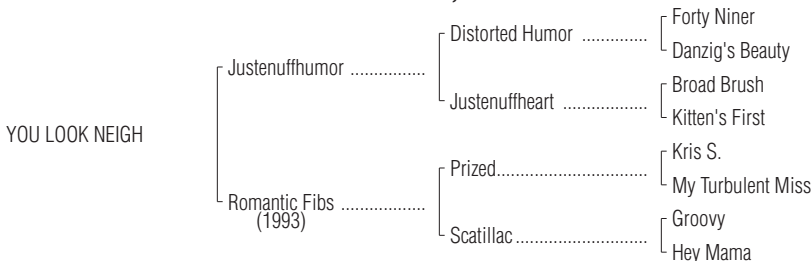 Forty Niner
Distorted Humor ..............
Danzig's Beauty
Justenuffhumor ................
Broad Brush
Justenuffheart ..................
Kitten's First
YOU LOOK NEIGH
Kris S.
Prized................................
My Turbulent Miss
Romantic Fibs ..................
(1993)
Groovy
Scatillac............................
Hey Mama